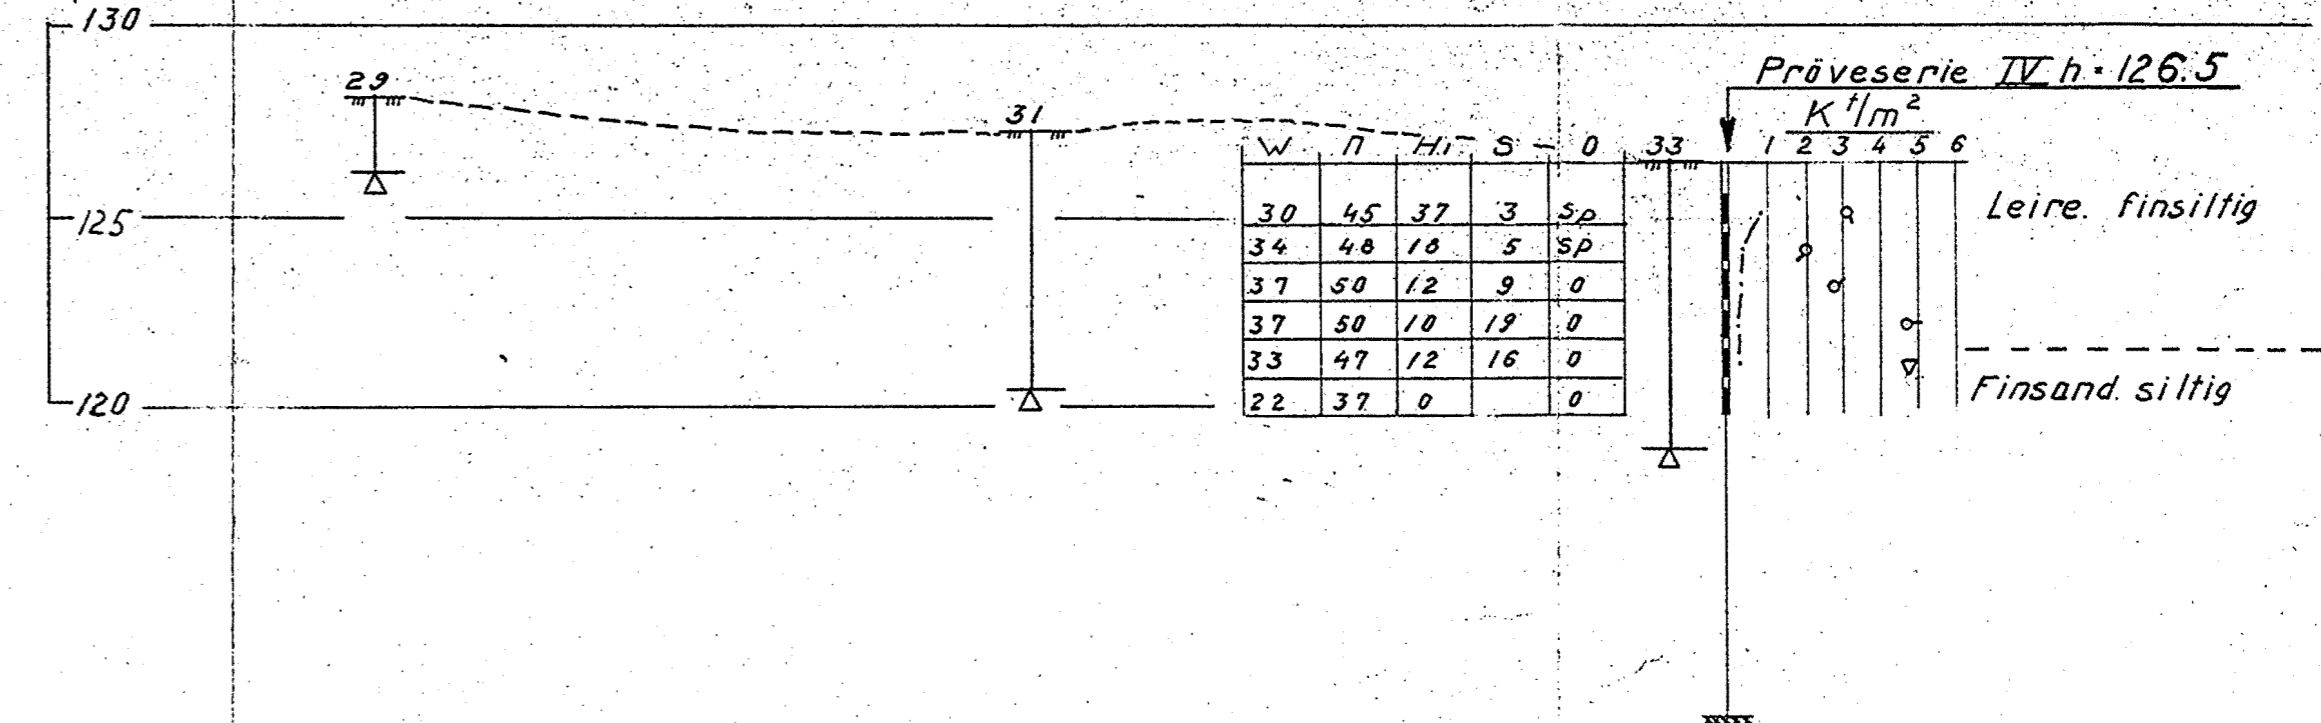 130
Pröveserie IV h = 126.5
29
K t/m²
31
W n Hi S - O 33 1 2 3 4 5 6
30 45 37 3 Sp
Leire. finsiltig
125
34 48 18 5 Sp
37 50 12 9 0
37 50 10 19 0
33 47 12 16 0
Finsand. siltig
120
22 37 0 0